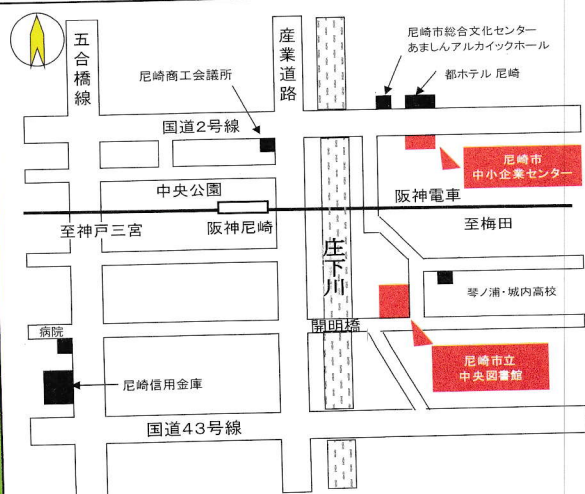 五合橋線
産業道路
尼崎市総合文化センター
あましんアルカイックホール
都ホテル 尼崎
尼崎商工会議所
国道2号線
尼崎市
中小企業センター
中央公園
阪神電車
至神戸三宮
阪神尼崎
至梅田
庄下川
琴ノ浦・城内高校
開明橋
病院
尼崎市立
中央図書館
尼崎信用金庫
国道43号線